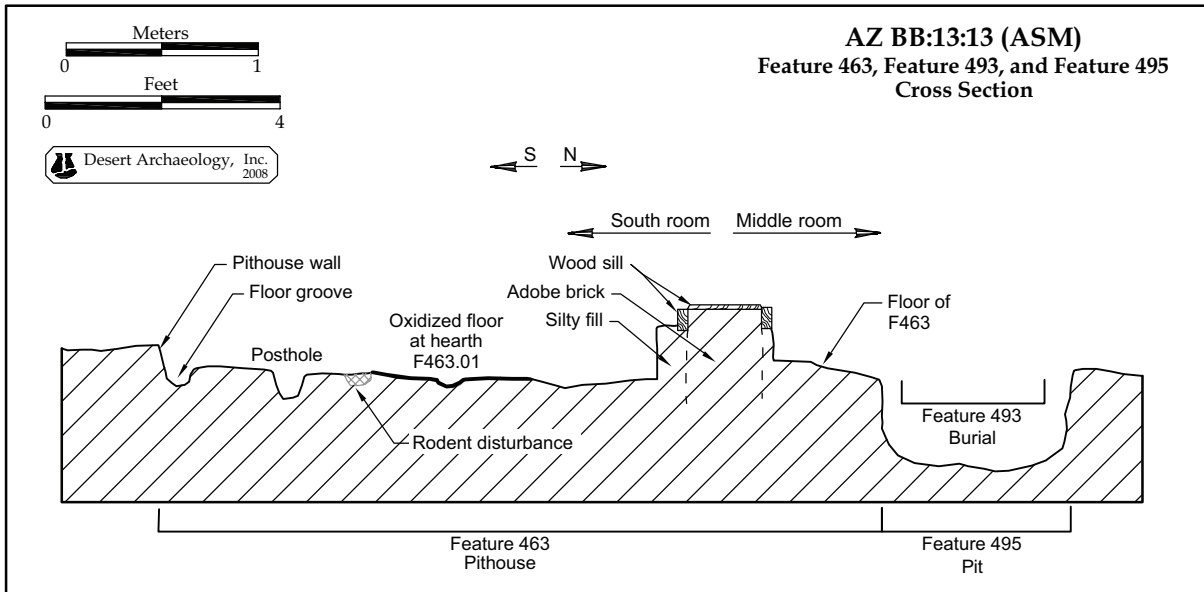 Meters
0 1
Feet
0 4
Desert Archaeology, Inc.
2008
AZ BB:13:13 (ASM)
Feature 463, Feature 493, and Feature 495
Cross Section
S N
South room Middle room
Pithouse wall
Floor groove
Posthole
Oxidized floor
at hearth
F463.01
Rodent disturbance
Wood sill
Adobe brick
Silty fill
Floor of
F463
Feature 493
Burial
Feature 463
Pithouse
Feature 495
Pit